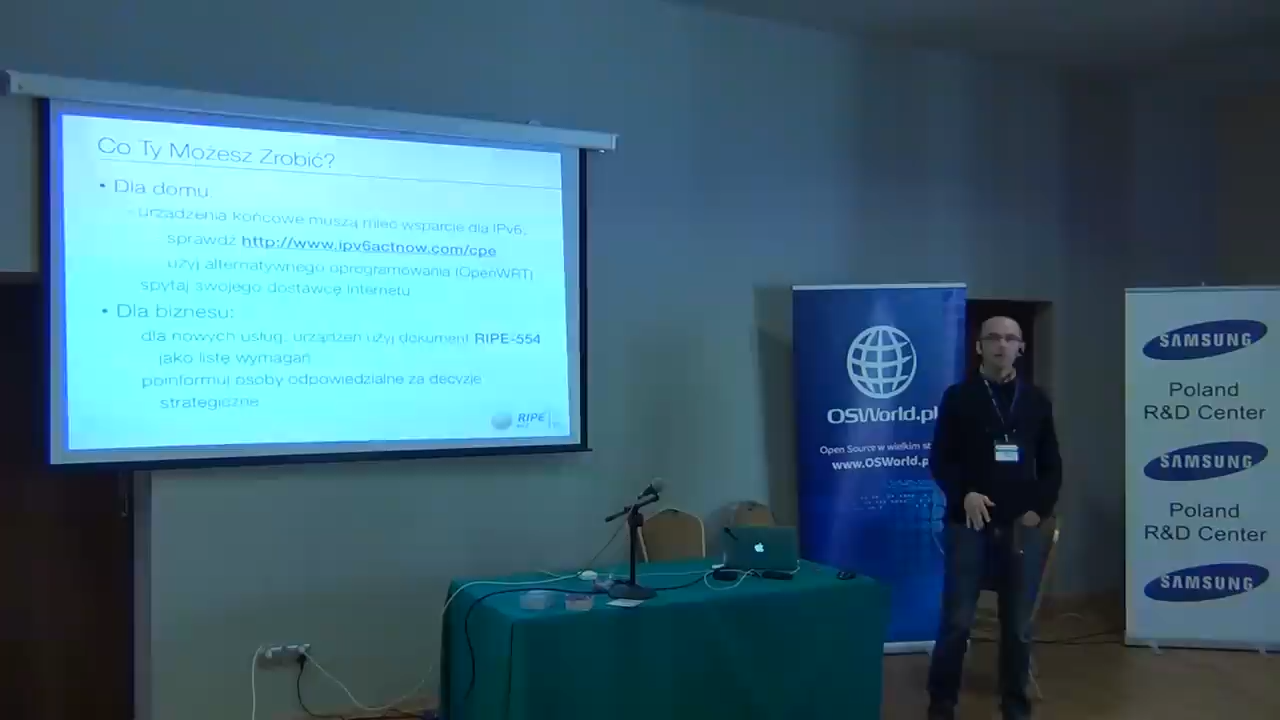 Co Ty Możesz Zrobić?
• Dla domu:
- urządzenia końcowe muszą mieć wsparcie dla IPv6,
sprawdź http://www.ipv6actnow.com/cpe
użyj alternatywnego oprogramowania (OpenWRT)
spytaj swojego dostawcę Internetu
• Dla biznesu:
dla nowych usług, urządzeń użyj dokument RIPE-554
jako listę wymagań
poinformuj osoby odpowiedzialne za decyzje
strategiczne
RIPE
NCC
OSWorld.pl
Open Source w wielkim
www.OSWorld.p
SAMSUNG
Poland
R&D Center
SAMSUNG
Poland
R&D Center
SAMSUNG